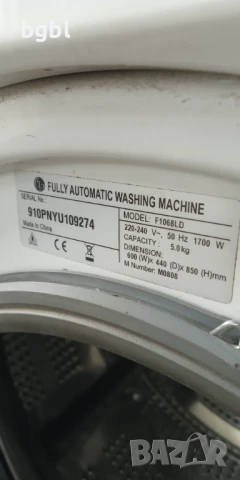 bgbl
LG FULLY AUTOMATIC WASHING MACHINE
SERIAL NO.
910PNYU109274
Made in China
MODEL: F1068LD
220-240 V~, 50 Hz 1700 W
CAPACITY : 5.0kg
DIMENSION:
600 (W)x 440 (D)x 850 (H)mm
M Number: M0808
BAZAR